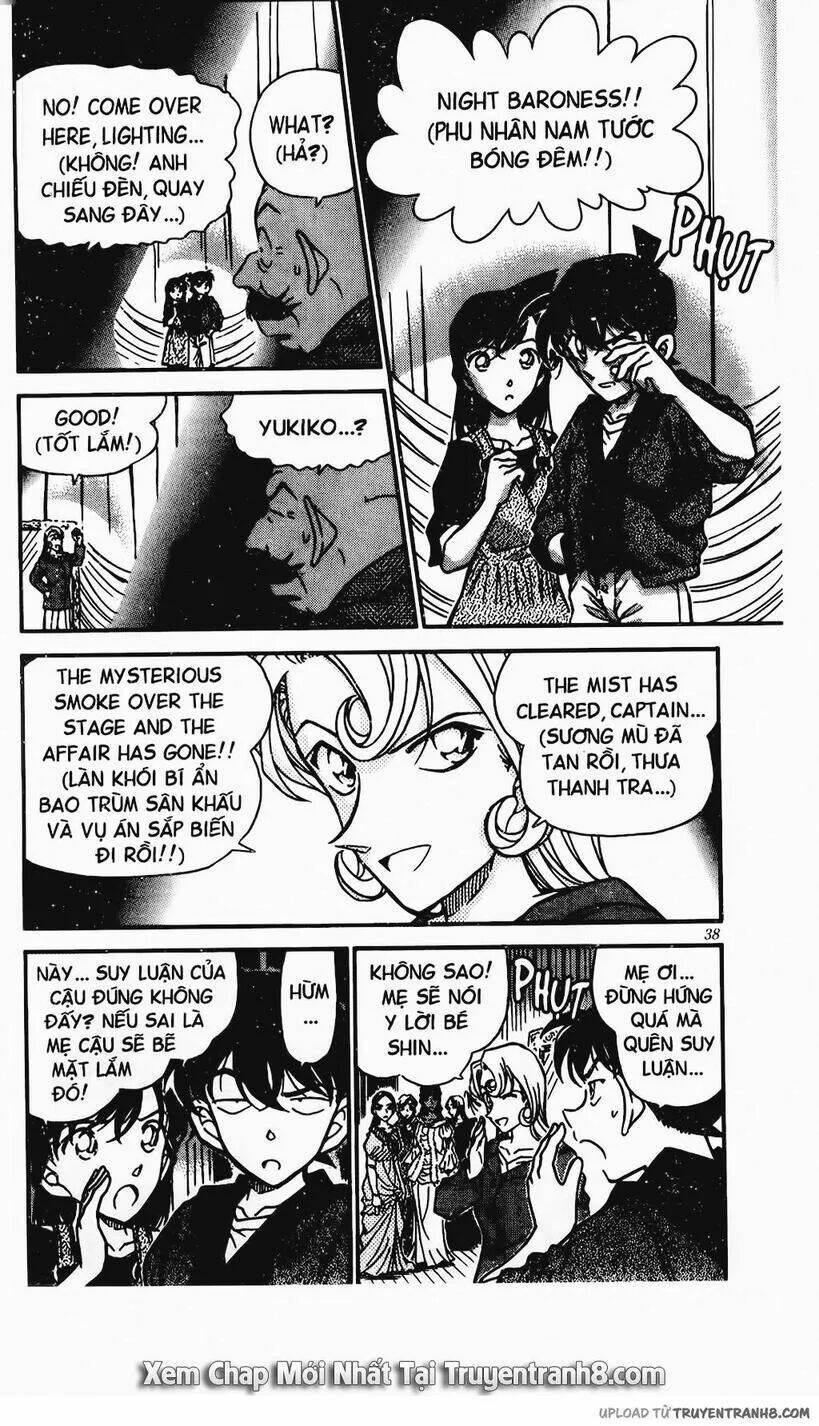 NIGHT BARONESS!!
(PHU NHÂN NAM TƯỚC
BÓNG ĐÊM!!)
PHỤT
WHAT?
(HẢ?)
NO! COME OVER
HERE, LIGHTING...
(KHÔNG! ANH
CHIẾU ĐÈN, QUAY
SANG ĐÂY...)
YUKIKO...?
GOOD!
(TỐT LẮM!)
THE MIST HAS
CLEARED, CAPTAIN...
(SƯƠNG MÙ ĐÃ
TAN RỒI, THƯA
THANH TRA...)
THE MYSTERIOUS
SMOKE OVER THE
STAGE AND THE
AFFAIR HAS GONE!!
(LÀN KHÓI BÍ ẨN
BAO TRÙM SÂN KHẤU
VÀ VỤ ÁN SẮP BIẾN
ĐI RỒI!!)
38
MẸ ƠI...
ĐỪNG HỨNG
QUÁ MÀ
QUÊN SUY
LUẬN...
PHỤT
KHÔNG SAO!
MẸ SẼ NÓI
Y LỜI BÉ
SHIN...
HỪM
...
NÀY... SUY LUẬN CỦA
CẬU ĐÚNG KHÔNG
ĐẤY? NẾU SAI LÀ
MẸ CẬU SẼ BẼ
MẶT LẮM
ĐÓ!
Xem Chap Mới Nhất Tại Truyentranh8.com
UPLOAD TỪ TRUYENTRANH8.COM